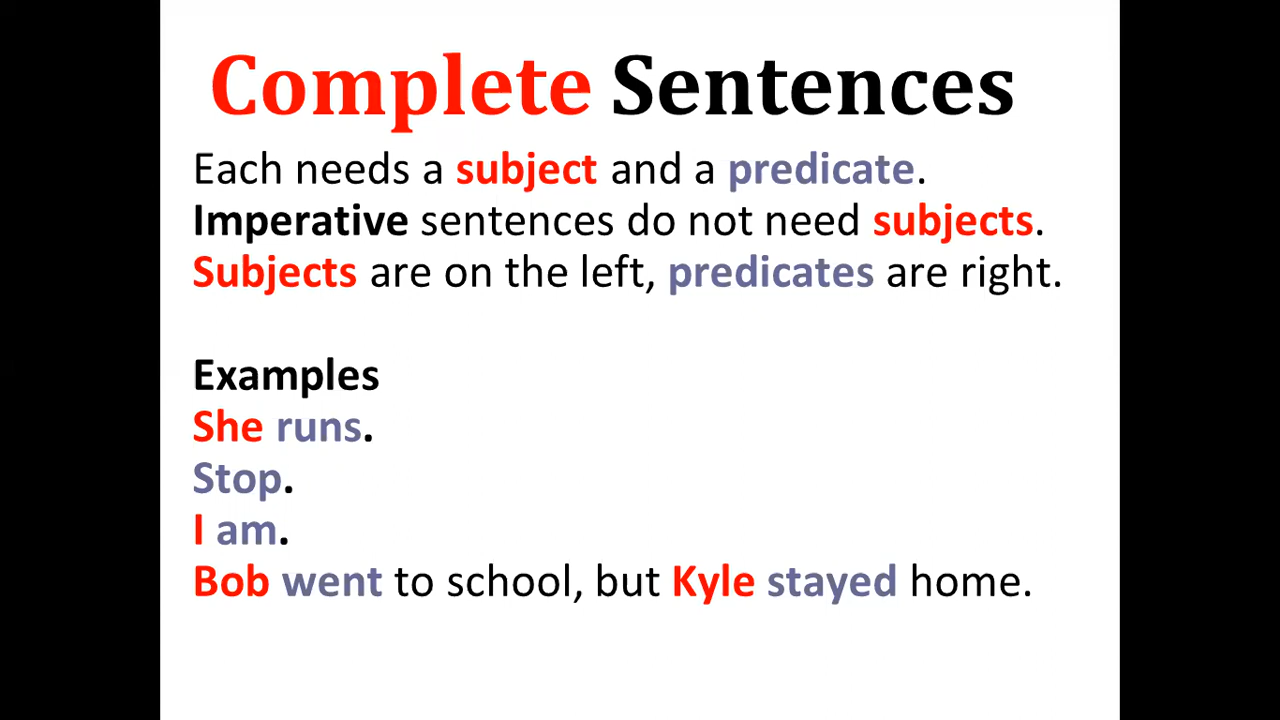 Complete Sentences
Each needs a subject and a predicate.
Imperative sentences do not need subjects.
Subjects are on the left, predicates are right.
Examples
She runs.
Stop.
I am.
Bob went to school, but Kyle stayed home.